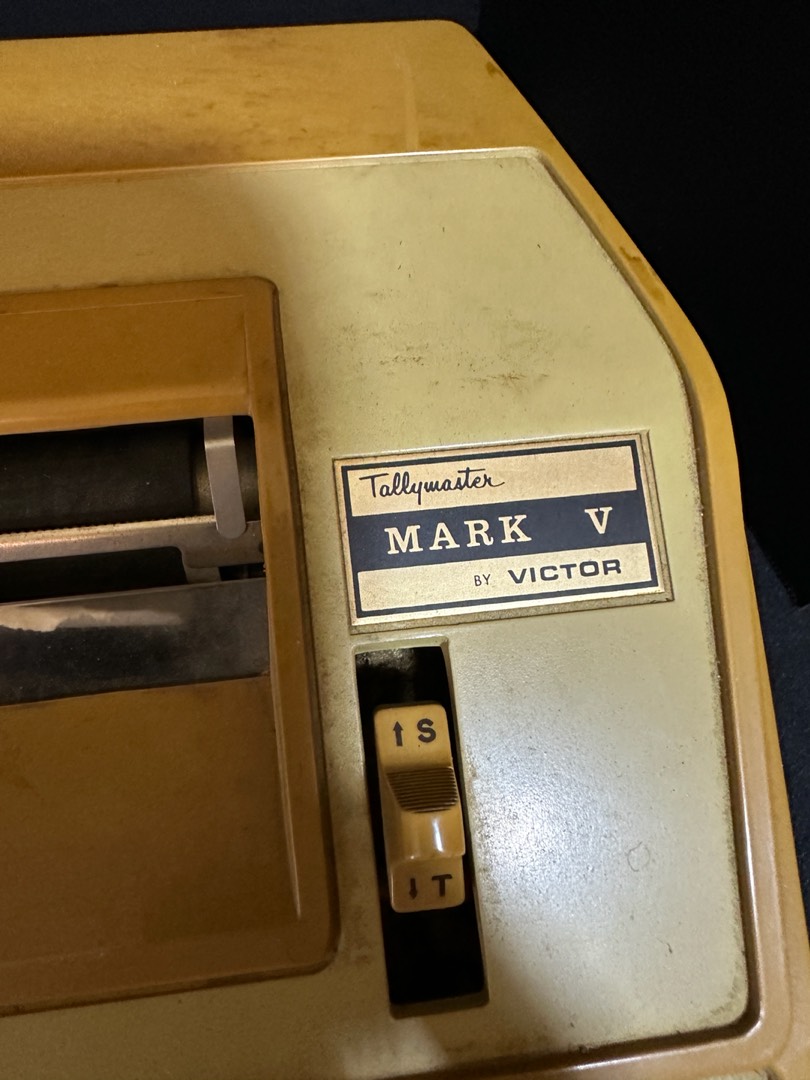 Tallymaster
MARK V
BY VICTOR
↑ S
↓ T